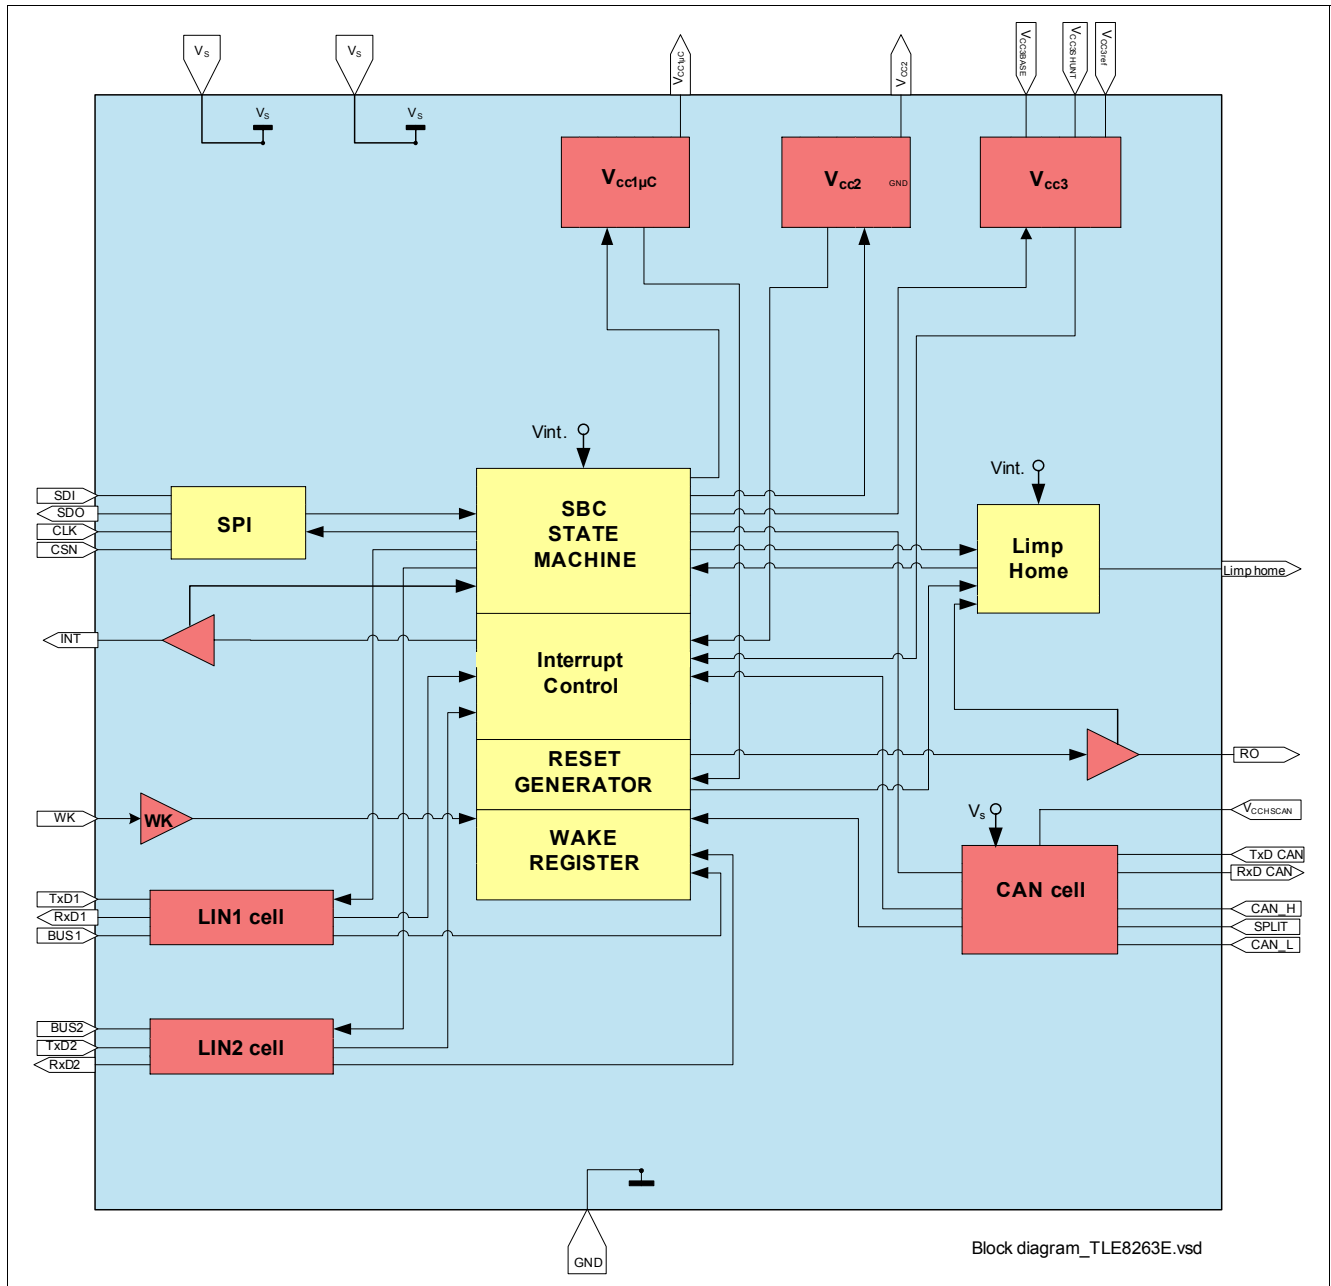 Vs
Vs
VCC1µC
VCC2
VCC3BASE
VCC3SHUNT
VCC3ref
Vs
Vs
Vcc1µC
Vcc2
GND
Vcc3
Vint.
Vint.
SDI
SDO
CLK
CSN
SPI
SBC
STATE
MACHINE
Limp
Home
Limp home
INT
Interrupt
Control
RESET
GENERATOR
RO
WK
WK
WAKE
REGISTER
Vs
VCCHSCAN
TxD CAN
RxD CAN
CAN cell
CAN_H
SPLIT
CAN_L
TxD1
RxD1
BUS1
LIN1 cell
BUS2
TxD2
RxD2
LIN2 cell
GND
Block diagram_TLE8263E.vsd